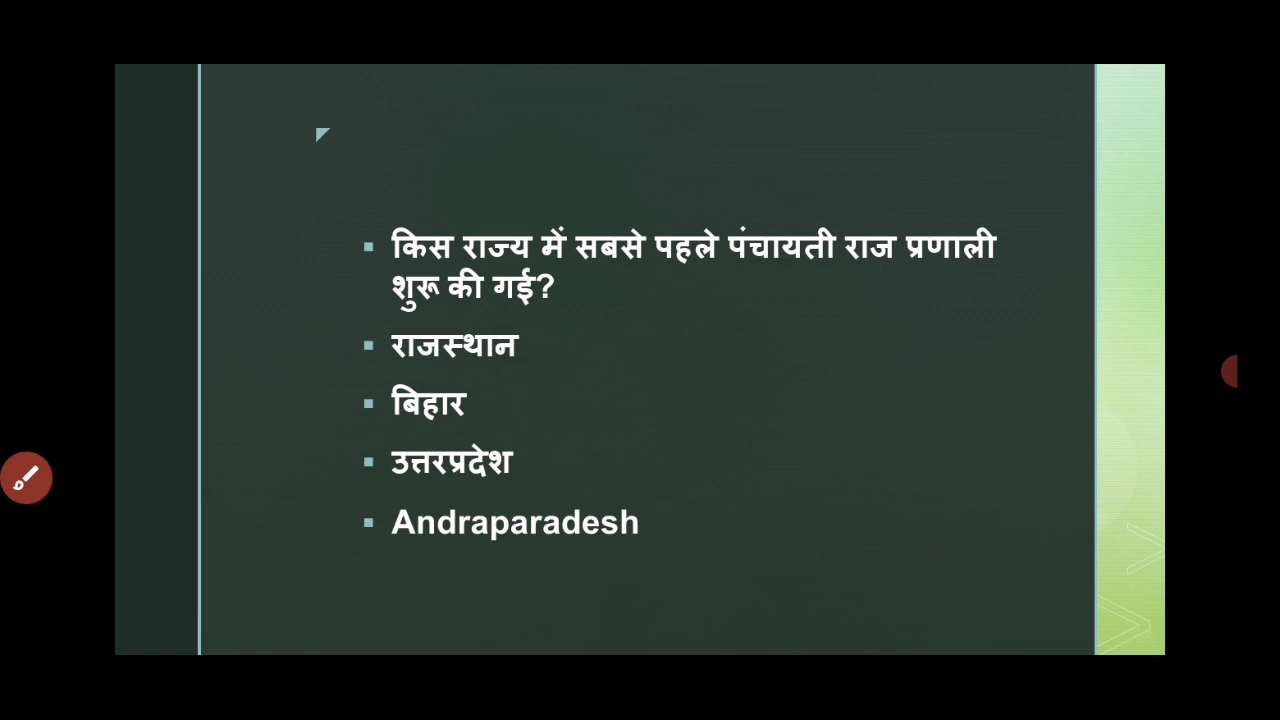 किस राज्य में सबसे पहले पंचायती राज प्रणाली
शुरू की गई?
राजस्थान
बिहार
उत्तरप्रदेश
Andraparadesh